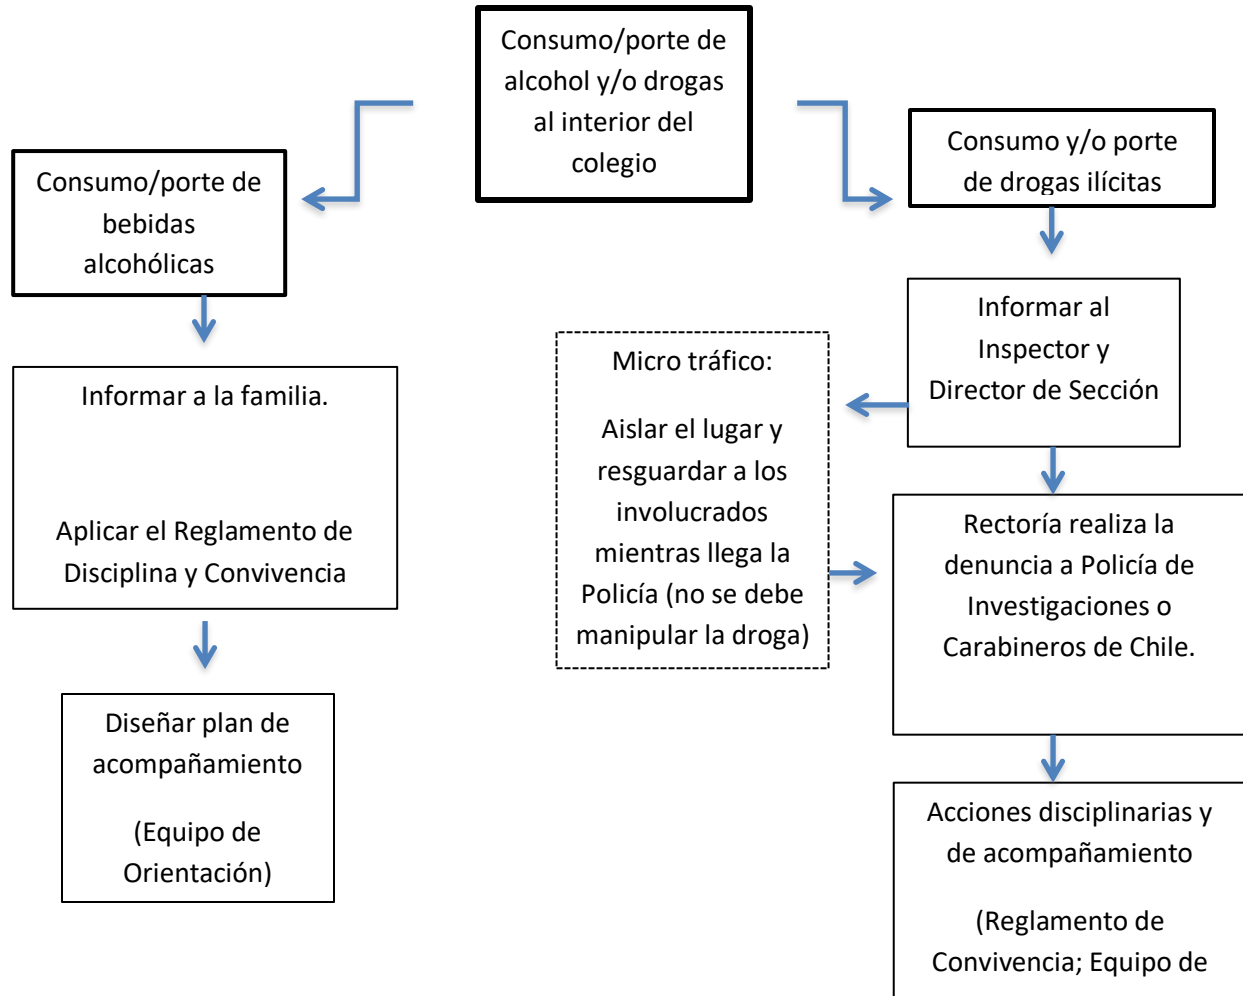 Consumo/porte de
alcohol y/o drogas
al interior del
colegio
Consumo/porte de
bebidas
alcohólicas
Consumo y/o porte
de drogas ilícitas
Informar a la familia.
Aplicar el Reglamento de
Disciplina y Convivencia
Diseñar plan de
acompañamiento
(Equipo de
Orientación)
Informar al
Inspector y
Director de Sección
Micro tráfico:
Aislar el lugar y
resguardar a los
involucrados
mientras llega la
Policía (no se debe
manipular la droga)
Rectoría realiza la
denuncia a Policía de
Investigaciones o
Carabineros de Chile.
Acciones disciplinarias y
de acompañamiento
(Reglamento de
Convivencia; Equipo de